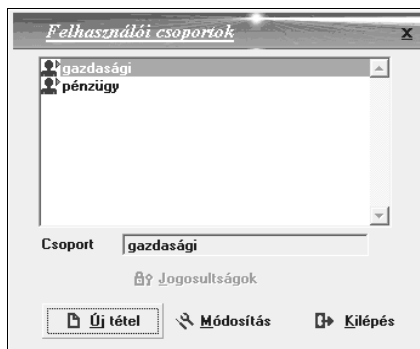 Felhasználói csoportok x
gazdasági
pénzügy
Csoport gazdasági
Jogosultságok
Új tétel Módosítás Kilépés